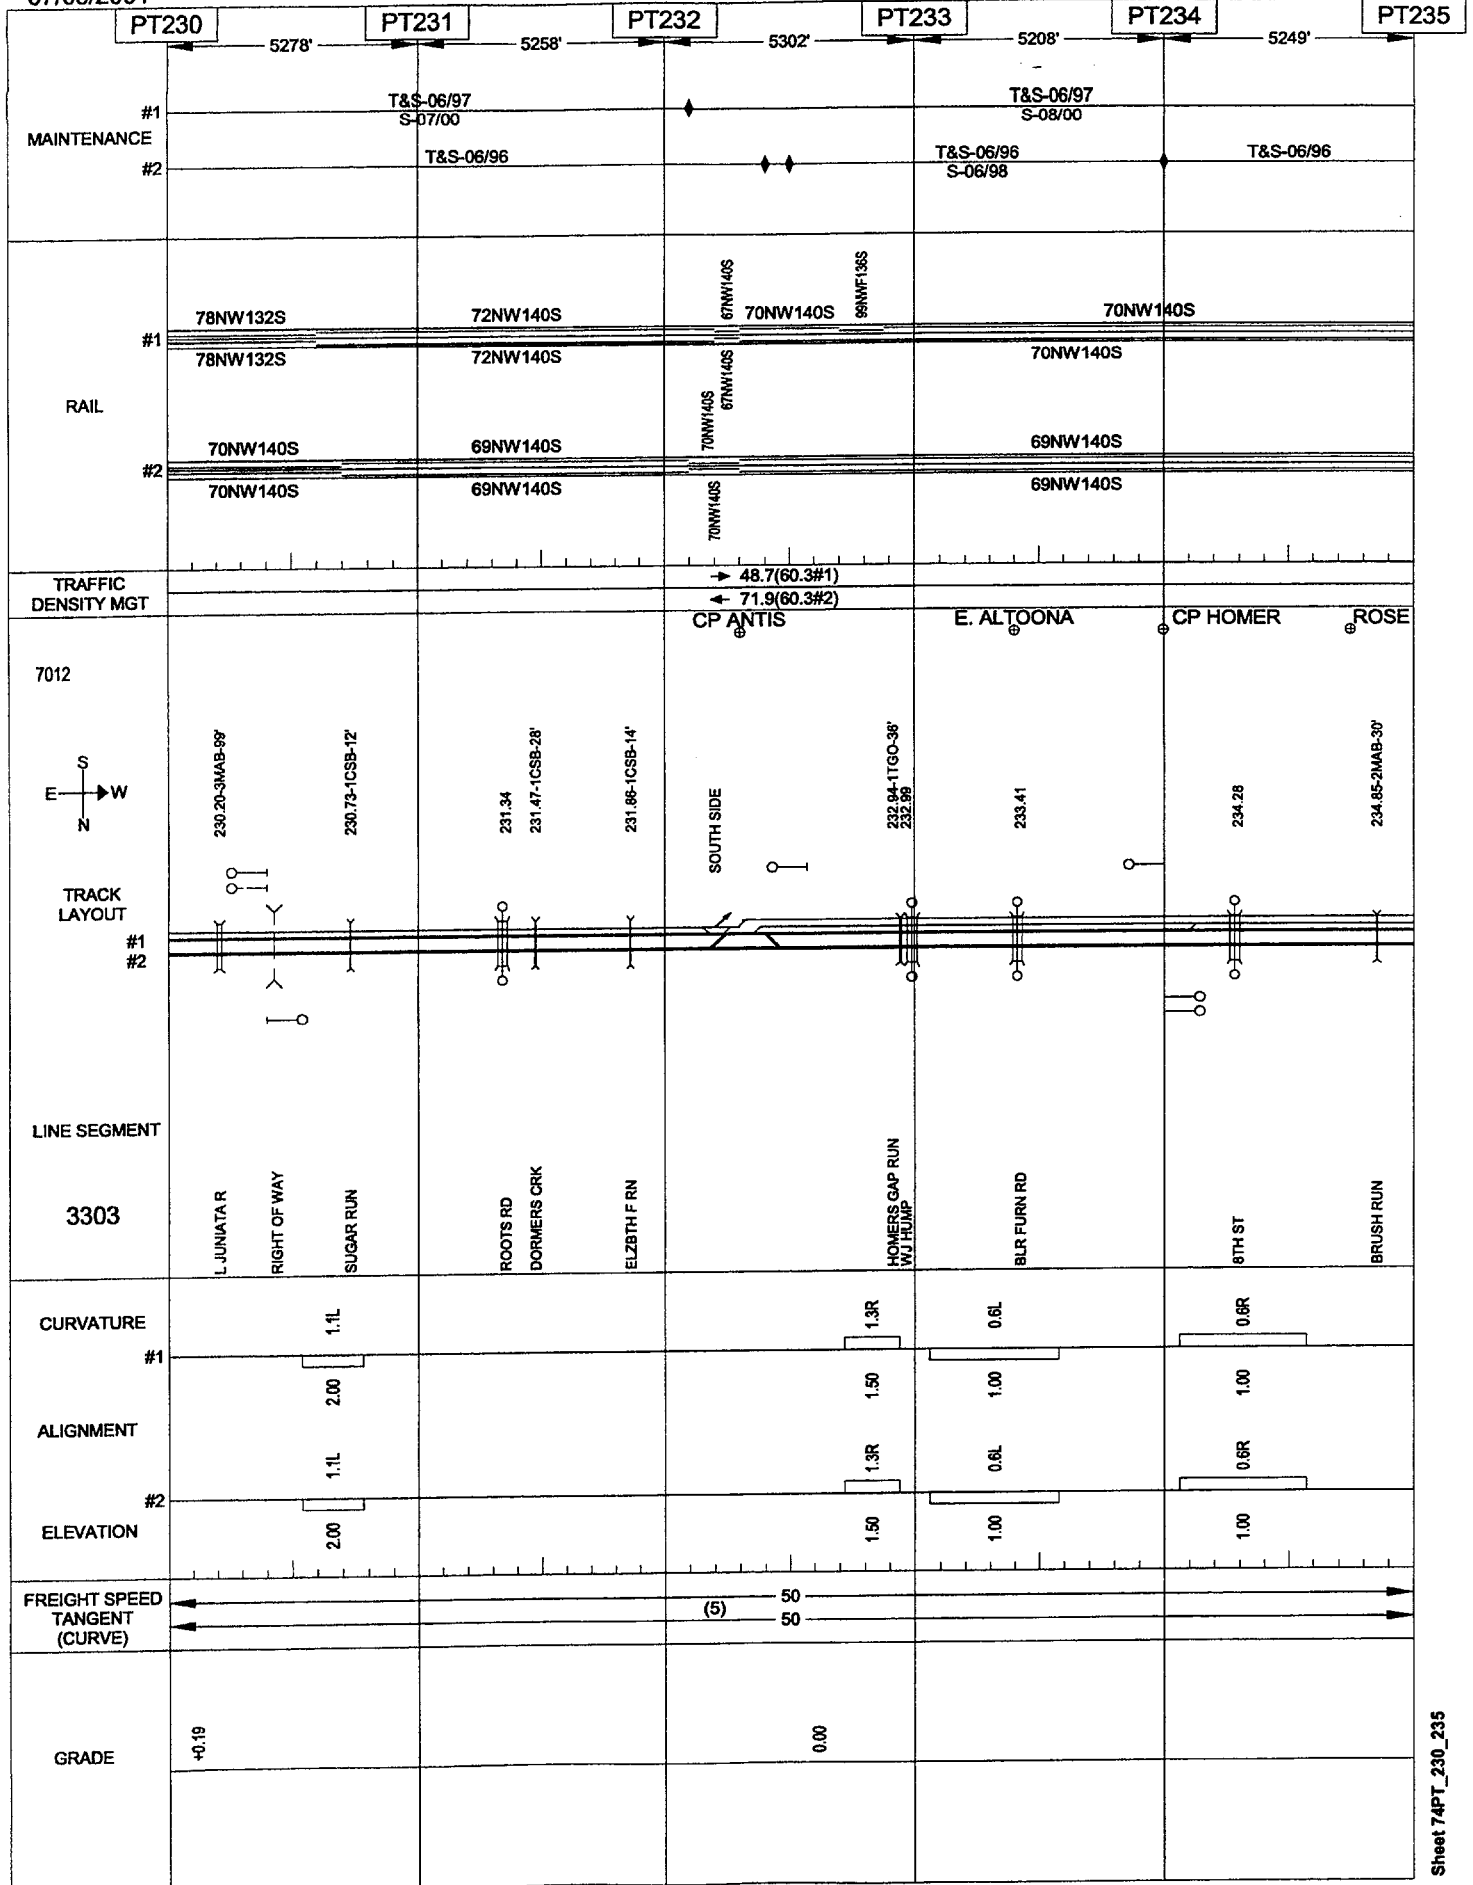 PT230 PT231 PT232 PT233 PT234 PT235
5278' 5258' 5302' 5208' 5249'
MAINTENANCE
#1 T&S-06/97 T&S-06/97
S-07/00 S-08/00
#2 T&S-06/96 T&S-06/96 T&S-06/96
S-06/98
RAIL
67NW140S 99NWF136S
78NW132S 72NW140S 70NW140S 70NW140S
#1
78NW132S 72NW140S 70NW140S
67NW140S
70NW140S
70NW140S 69NW140S 69NW140S
#2
70NW140S 69NW140S 69NW140S
70NW140S
TRAFFIC
DENSITY MGT
48.7(60.3#1)
71.9(60.3#2)
CP ANTIS E. ALTOONA CP HOMER ROSE
7012
S
E W
N
230.20-3MAB-99'
230.73-1CSB-12'
231.34
231.47-1CSB-28'
231.86-1CSB-14'
SOUTH SIDE
232.94-1TGO-36'
232.99
233.41
234.28
234.85-2MAB-30'
TRACK
LAYOUT
#1
#2
LINE SEGMENT
3303
L JUNIATA R
RIGHT OF WAY
SUGAR RUN
ROOTS RD
DORMERS CRK
ELZBTH F RN
HOMERS GAP RUN
WJ HUMP
BLR FURN RD
8TH ST
BRUSH RUN
CURVATURE
1.1L 1.3R 0.6L 0.6R
#1
2.00 1.50 1.00 1.00
ALIGNMENT
1.1L 1.3R 0.6L 0.6R
#2
ELEVATION
2.00 1.50 1.00 1.00
FREIGHT SPEED
TANGENT
(CURVE)
50
(5)
50
GRADE
+0.19 0.00
Sheet 74PT_230_235